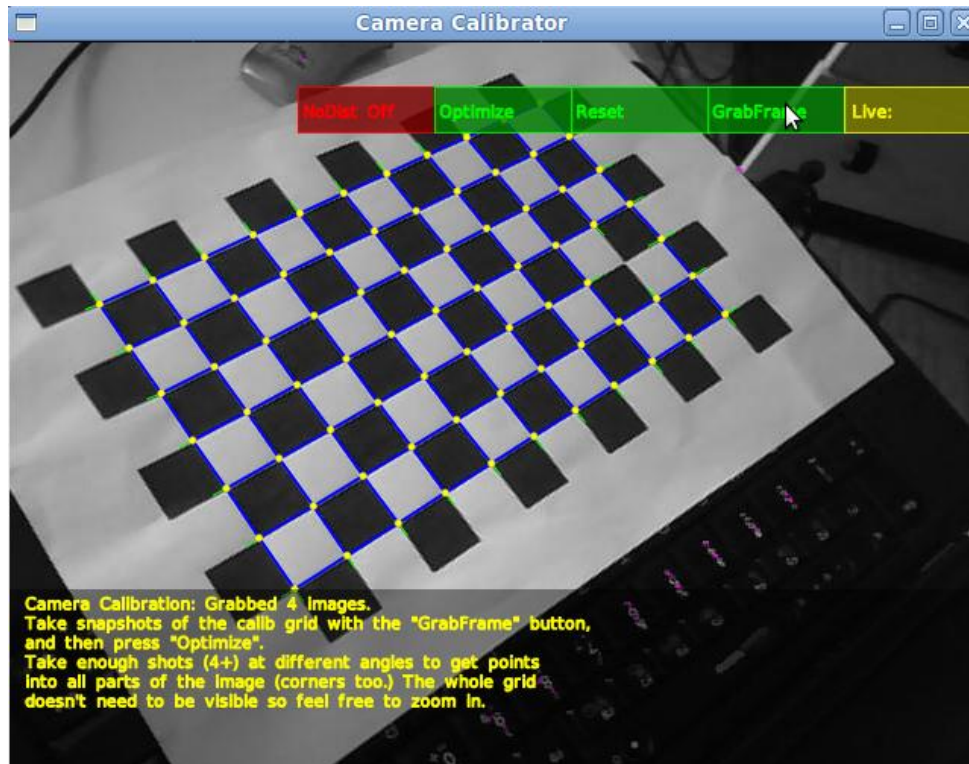 Camera Calibrator
NoDist Off
Optimize
Reset
GrabFrame
Live:
Camera Calibration: Grabbed 4 images.
Take snapshots of the calib grid with the "GrabFrame" button,
and then press "Optimize".
Take enough shots (4+) at different angles to get points
into all parts of the image (corners too.) The whole grid
doesn't need to be visible so feel free to zoom in.